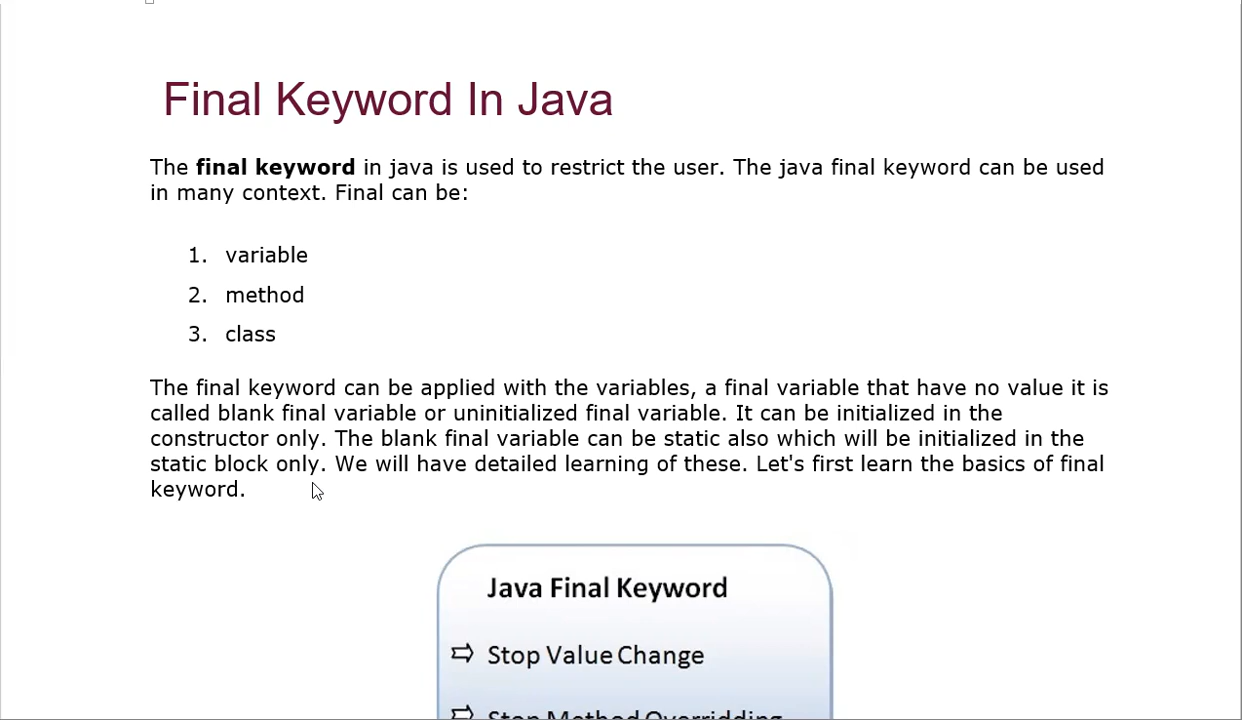 Final Keyword In Java
The final keyword in java is used to restrict the user. The java final keyword can be used
in many context. Final can be:
1. variable
2. method
3. class
The final keyword can be applied with the variables, a final variable that have no value it is
called blank final variable or uninitialized final variable. It can be initialized in the
constructor only. The blank final variable can be static also which will be initialized in the
static block only. We will have detailed learning of these. Let's first learn the basics of final
keyword.
Java Final Keyword
⇨ Stop Value Change
⇨ Stop Method Overridding